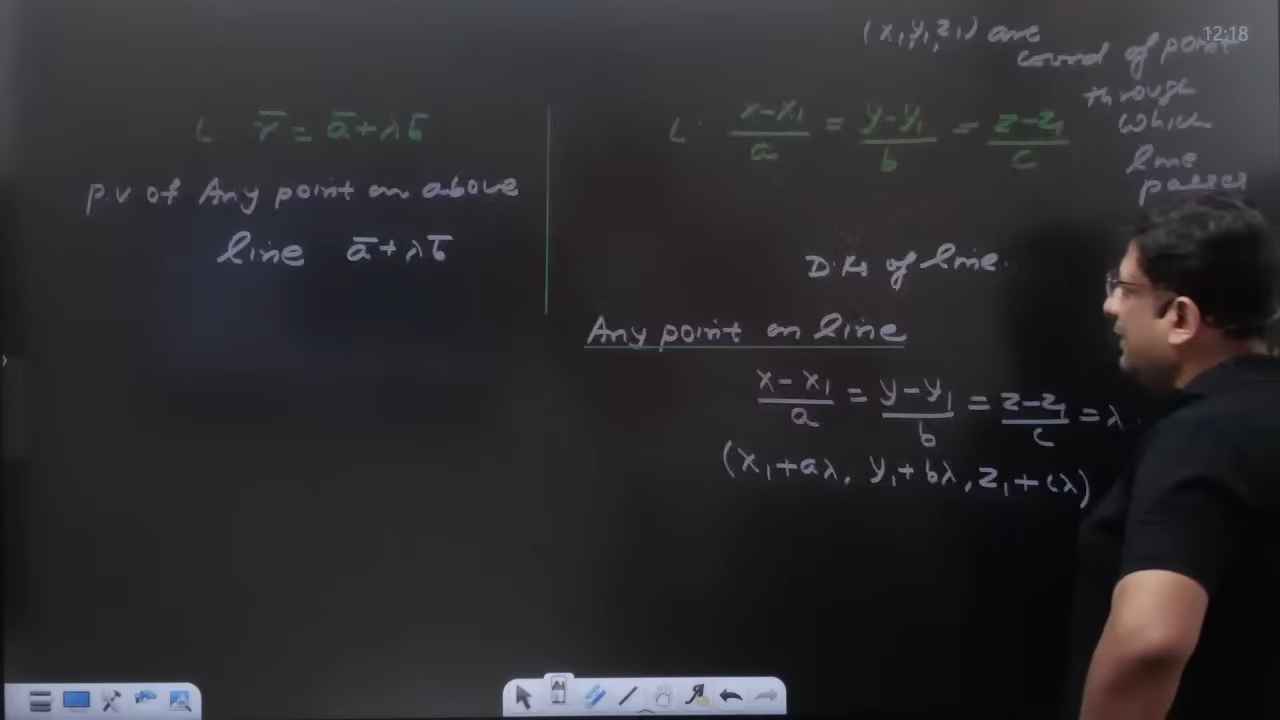 12:18
L r̄ = ā + λb̄
p.v of Any point on above
line ā + λb̄
(x₁, y₁, z₁) are
coord of point
through
which
line
passes
L: x-x₁/a = y-y₁/b = z-z₁/c
D.Rs of line.
Any point on line
x-x₁/a = y-y₁/b = z-z₁/c = λ
(x₁+aλ, y₁+bλ, z₁+cλ)